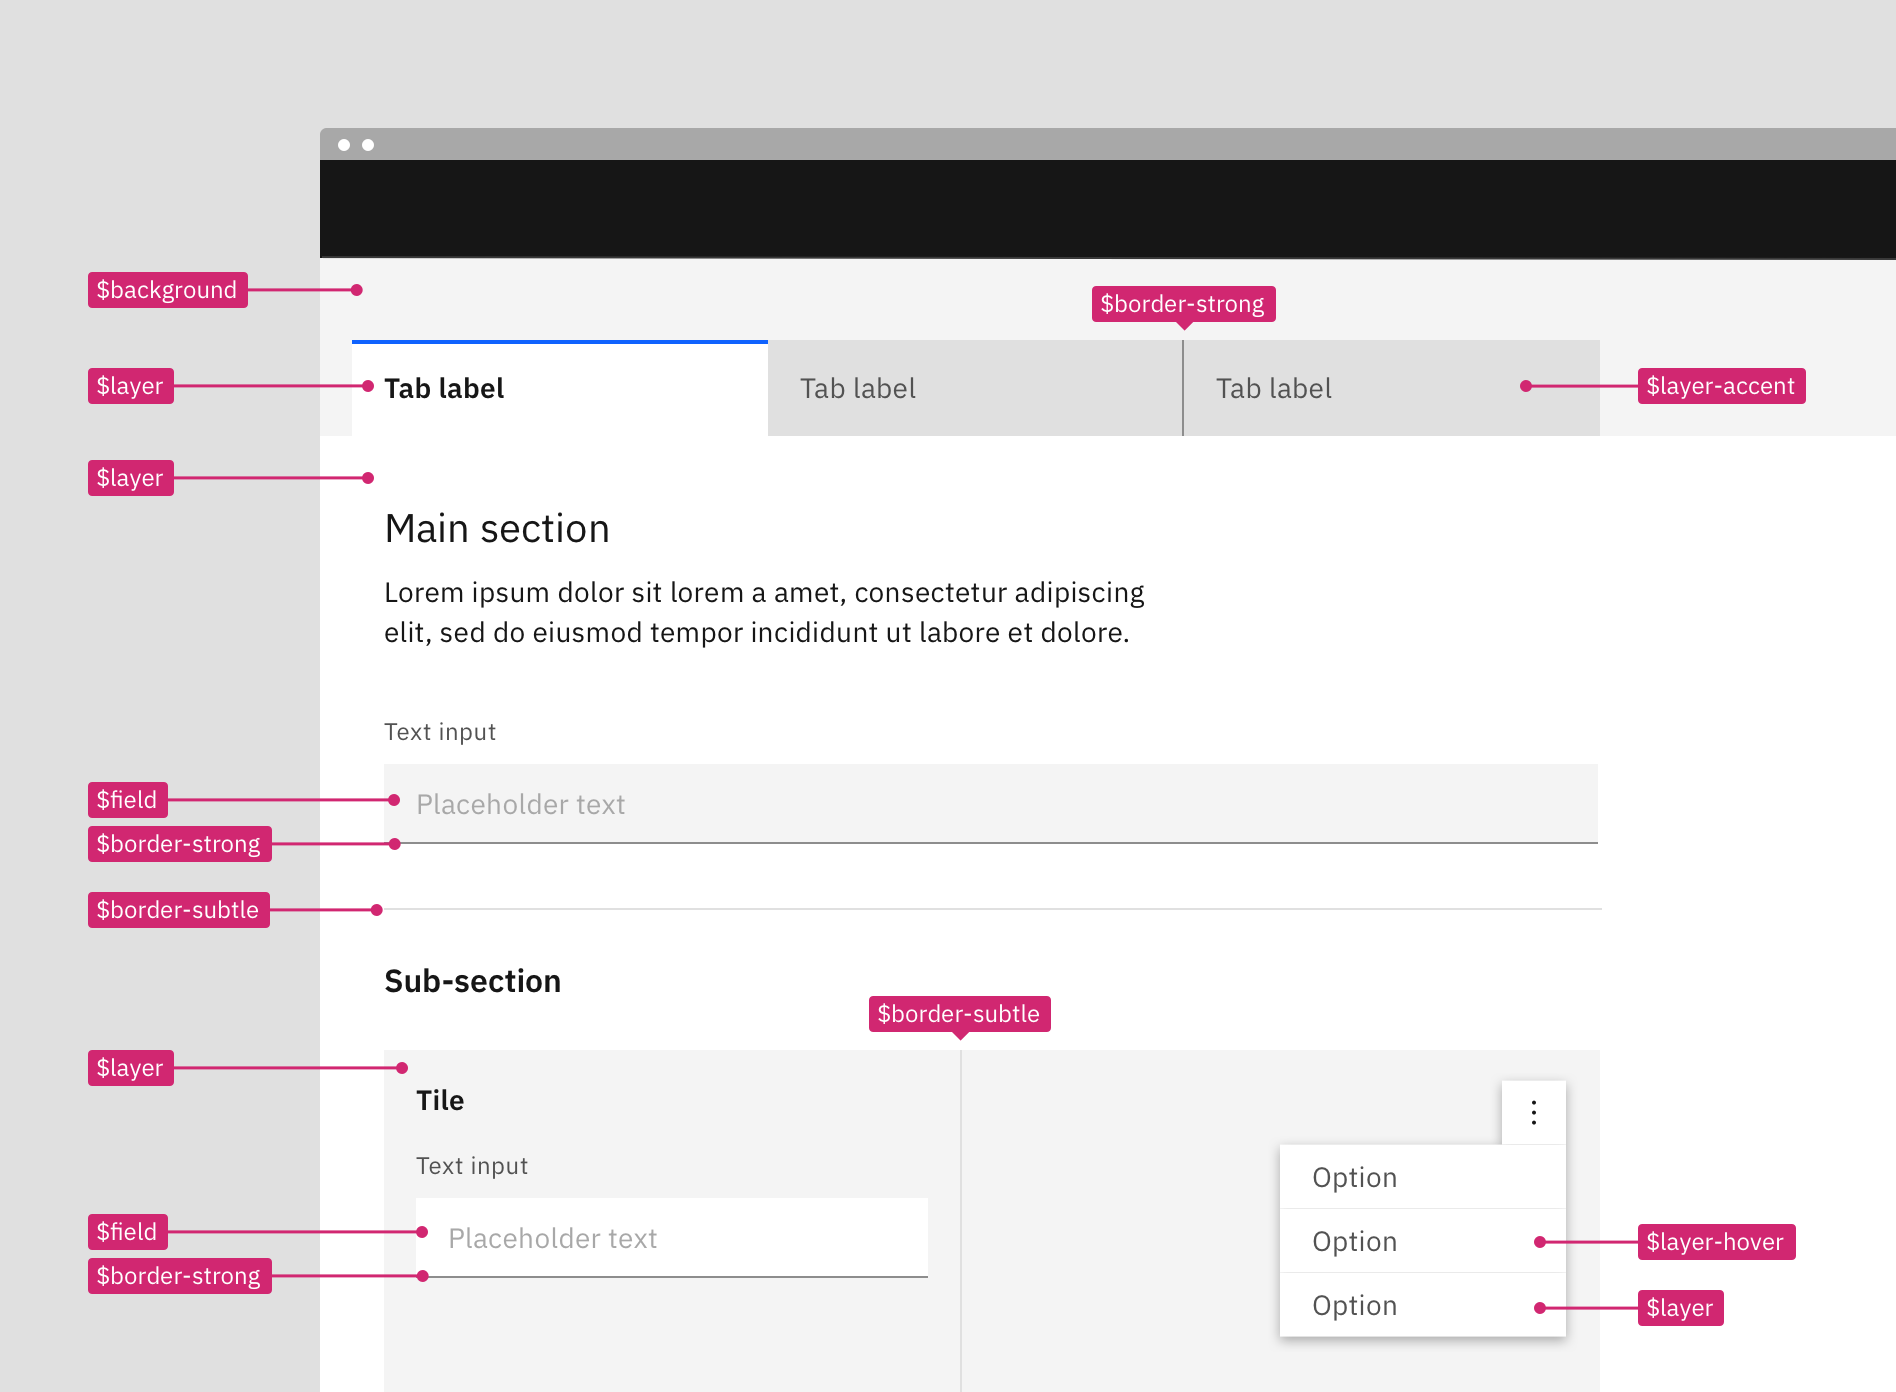 $background
$border-strong
$layer
Tab label
Tab label
Tab label
$layer-accent
$layer
Main section
Lorem ipsum dolor sit lorem a amet, consectetur adipiscing
elit, sed do eiusmod tempor incididunt ut labore et dolore.
Text input
$field
Placeholder text
$border-strong
$border-subtle
Sub-section
$border-subtle
$layer
Tile
Text input
Option
$field
Placeholder text
Option
$layer-hover
$border-strong
Option
$layer